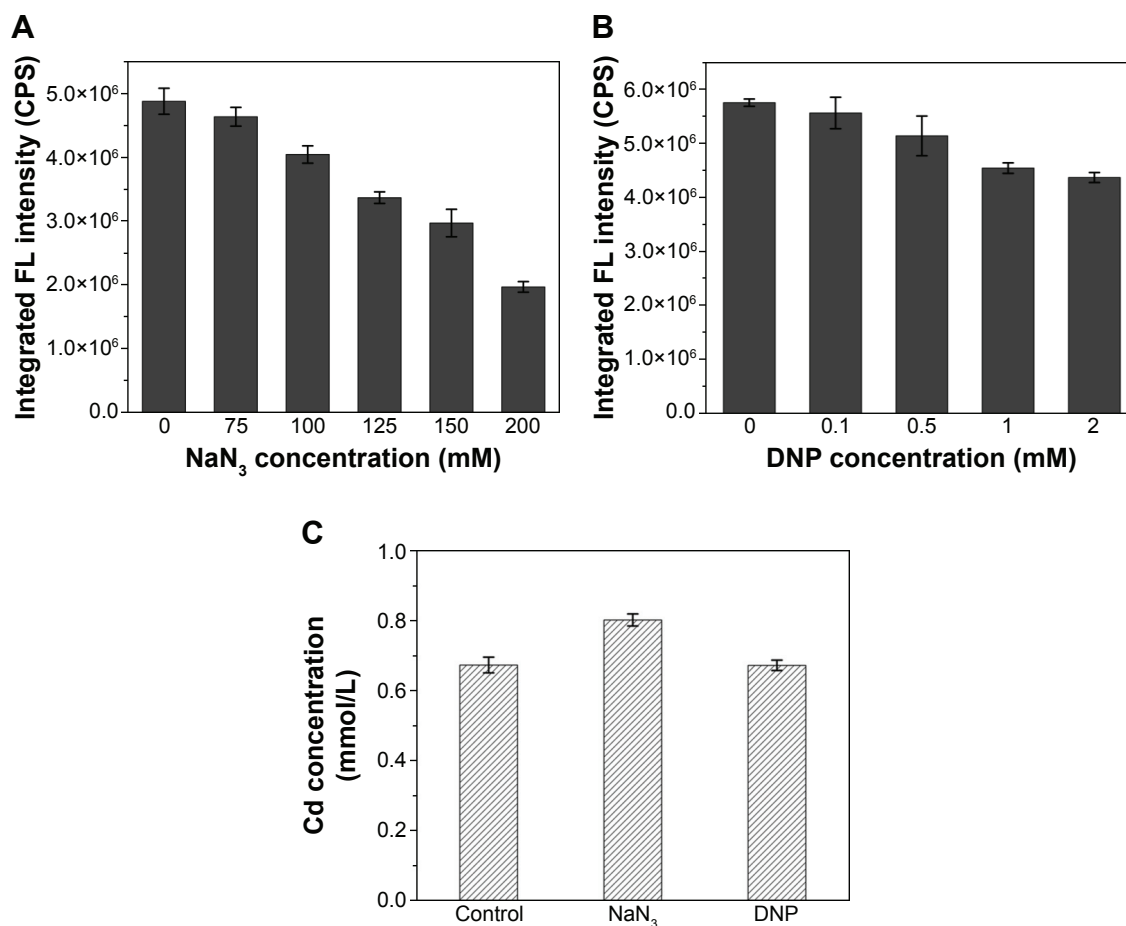 A
Integrated FL intensity (CPS)
5.0×10⁶
4.0×10⁶
3.0×10⁶
2.0×10⁶
1.0×10⁶
0.0
0 75 100 125 150 200
NaN₃ concentration (mM)
B
Integrated FL intensity (CPS)
6.0×10⁶
5.0×10⁶
4.0×10⁶
3.0×10⁶
2.0×10⁶
1.0×10⁶
0.0
0 0.1 0.5 1 2
DNP concentration (mM)
C
Cd concentration
(mmol/L)
1.0
0.8
0.6
0.4
0.2
0.0
Control NaN₃ DNP